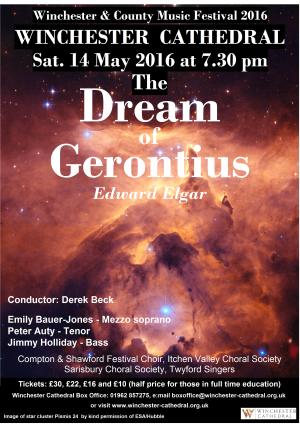 Winchester & County Music Festival 2016
WINCHESTER CATHEDRAL
Sat. 14 May 2016 at 7.30 pm
The
Dream
of
Gerontius
Edward Elgar
Conductor: Derek Beck
Emily Bauer-Jones - Mezzo soprano
Peter Auty - Tenor
Jimmy Holliday - Bass
Compton & Shawford Festival Choir, Itchen Valley Choral Society
Sarisbury Choral Society, Twyford Singers
Tickets: £30, £22, £16 and £10 (half price for those in full time education)
Winchester Cathedral Box Office: 01962 857275, e-mail boxoffice@winchester-cathedral.org.uk
or visit www.winchester-cathedral.org.uk
Image of star cluster Pismis 24 by kind permission of ESA/Hubble
WINCHESTER
CATHEDRAL